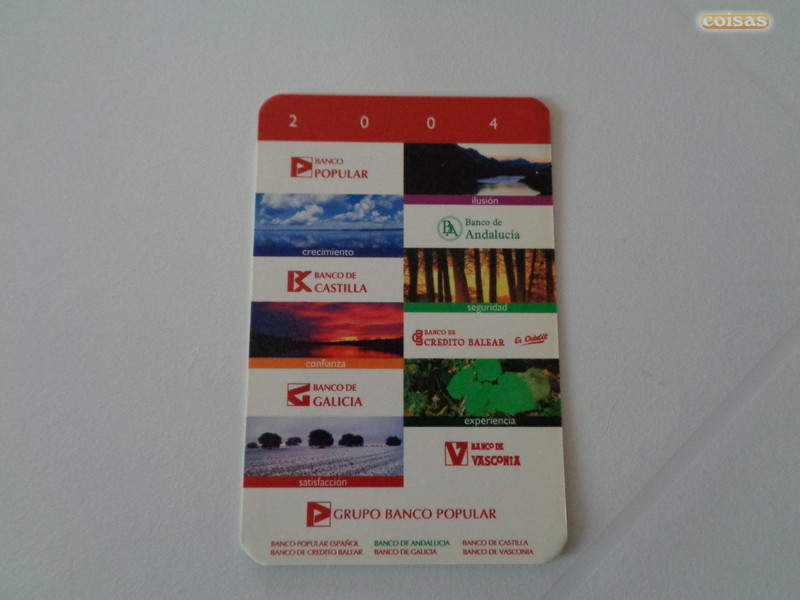 coisas
2 0 0 4
BANCO
POPULAR
ilusión
crecimiento
Banco de
Andalucía
BANCO DE
CASTILLA
seguridad
confianza
BANCO DE
CREDITO BALEAR
Es Crèdit
BANCO DE
GALICIA
experiencia
satisfacción
BANCO DE
VASCONIA
GRUPO BANCO POPULAR
BANCO POPULAR ESPAÑOL BANCO DE ANDALUCIA BANCO DE CASTILLA
BANCO DE CREDITO BALEAR BANCO DE GALICIA BANCO DE VASCONIA